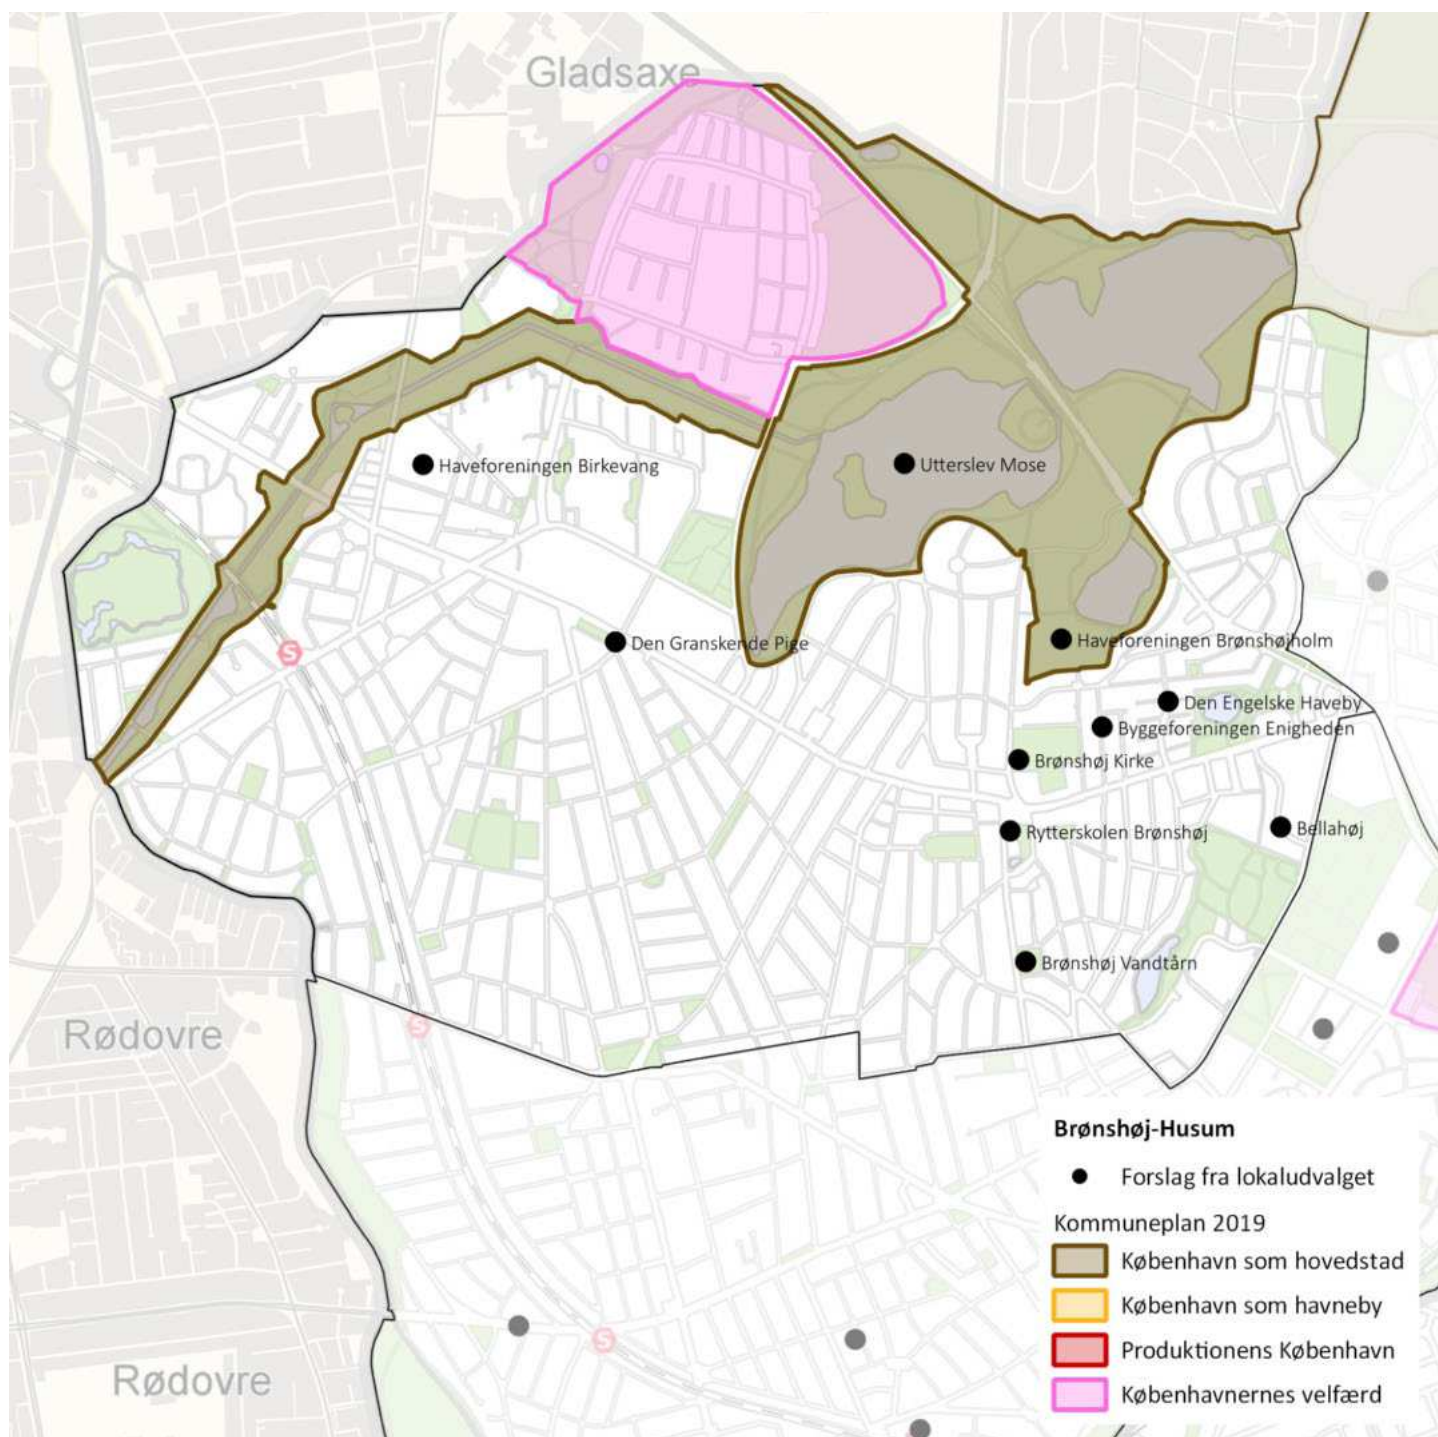 Gladsaxe
Haveforeningen Birkevang
Utterslev Mose
Den Granskende Pige
Haveforeningen Brønshøjholm
Den Engelske Haveby
Byggeforeningen Enigheden
Brønshøj Kirke
Rytterskolen Brønshøj
Bellahøj
Brønshøj Vandtårn
S
S
S
Rødovre
Rødovre
Brønshøj-Husum
Forslag fra lokaludvalget
Kommuneplan 2019
København som hovedstad
København som havneby
Produktionens København
Københavnernes velfærd